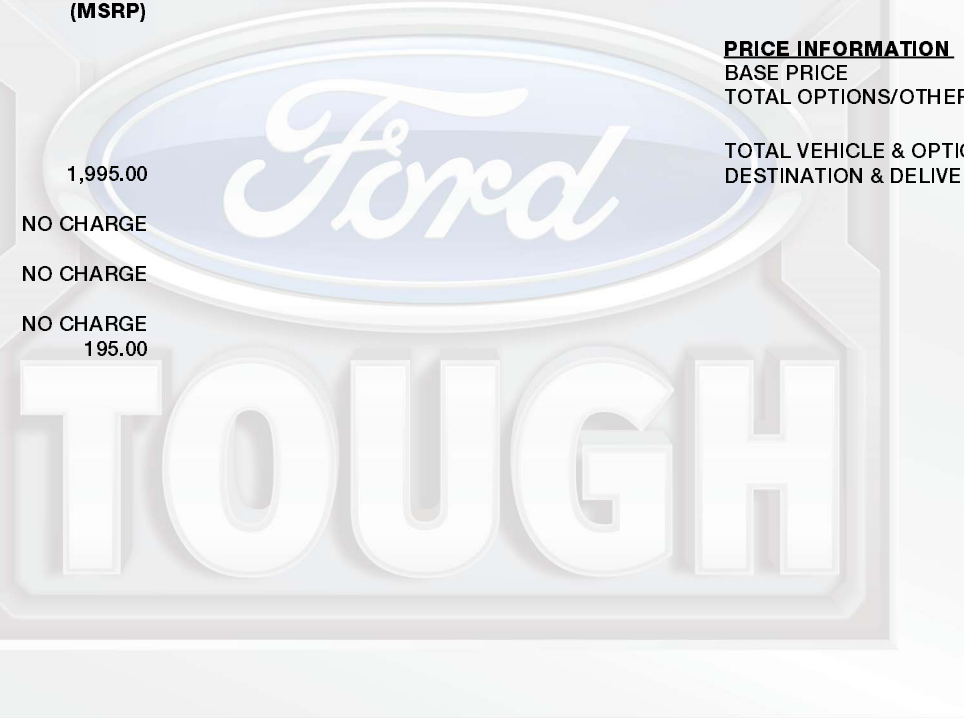 (MSRP)
1,995.00
NO CHARGE
NO CHARGE
NO CHARGE
195.00
PRICE INFORMATION
BASE PRICE
TOTAL OPTIONS/OTHER
TOTAL VEHICLE & OPTIO
DESTINATION & DELIVE
Ford
TOUGH